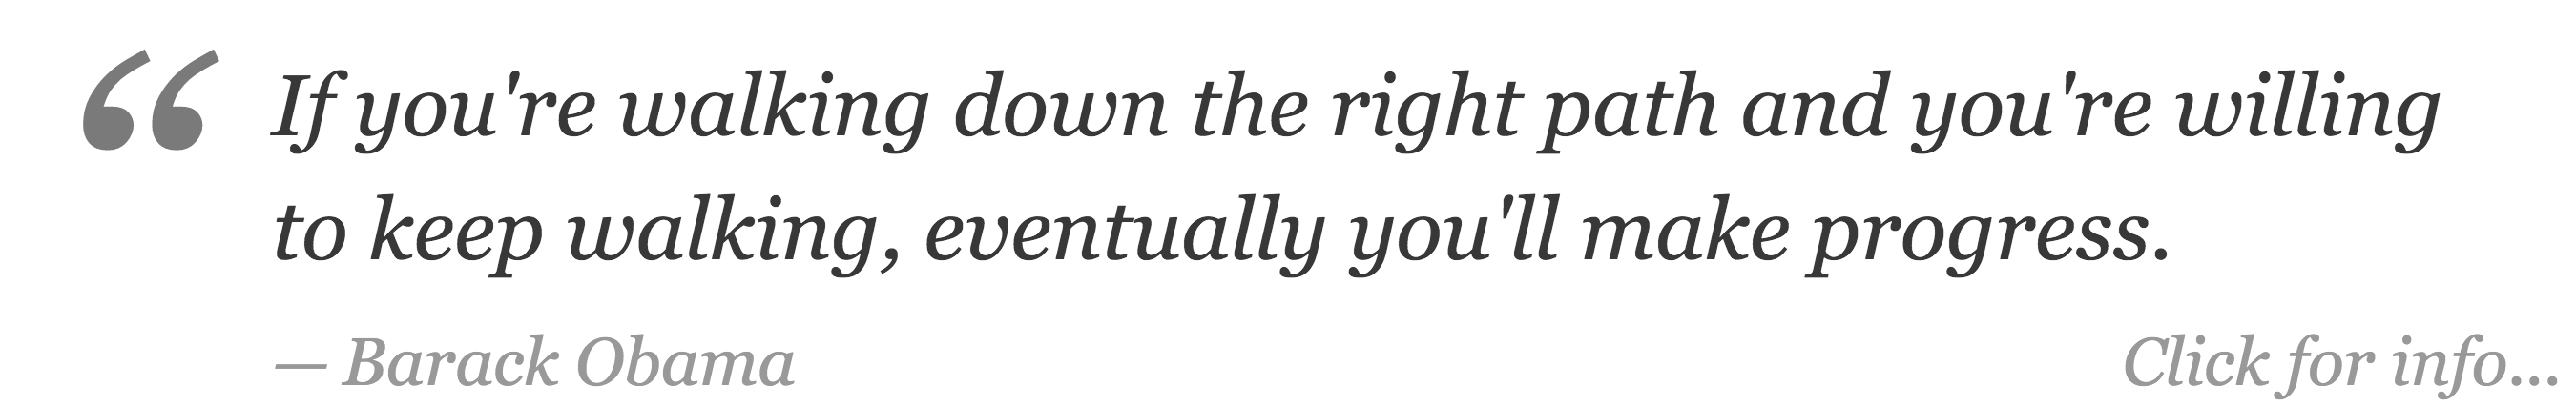 “ If you're walking down the right path and you're willing
to keep walking, eventually you'll make progress.
— Barack Obama Click for info...